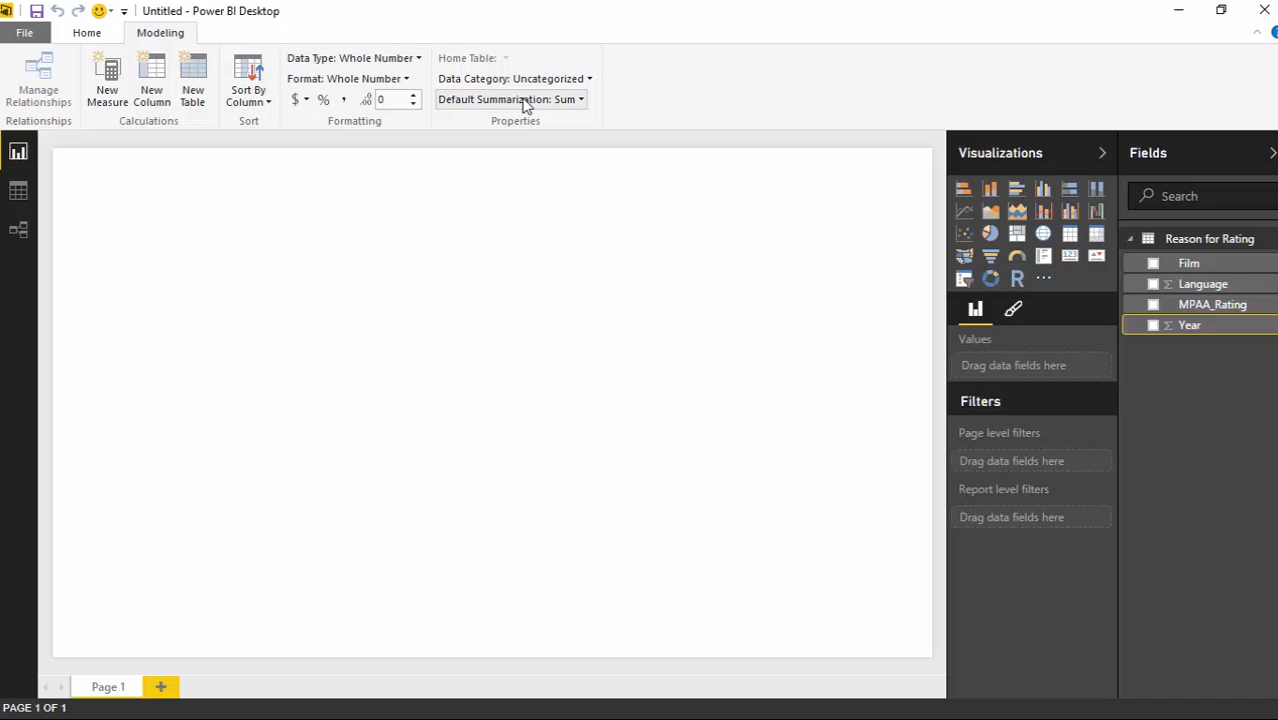 Untitled - Power BI Desktop
File
Home
Modeling
Manage
Relationships
Relationships
New
Measure
New
Column
New
Table
Calculations
Sort By
Column
Sort
Data Type: Whole Number
Format: Whole Number
$ % , .00 0
Formatting
Home Table:
Data Category: Uncategorized
Default Summarization: Sum
Properties
Visualizations
R
...
Values
Drag data fields here
Filters
Page level filters
Drag data fields here
Report level filters
Drag data fields here
Fields
Search
Reason for Rating
Film
Σ Language
MPAA_Rating
Σ Year
Page 1
PAGE 1 OF 1